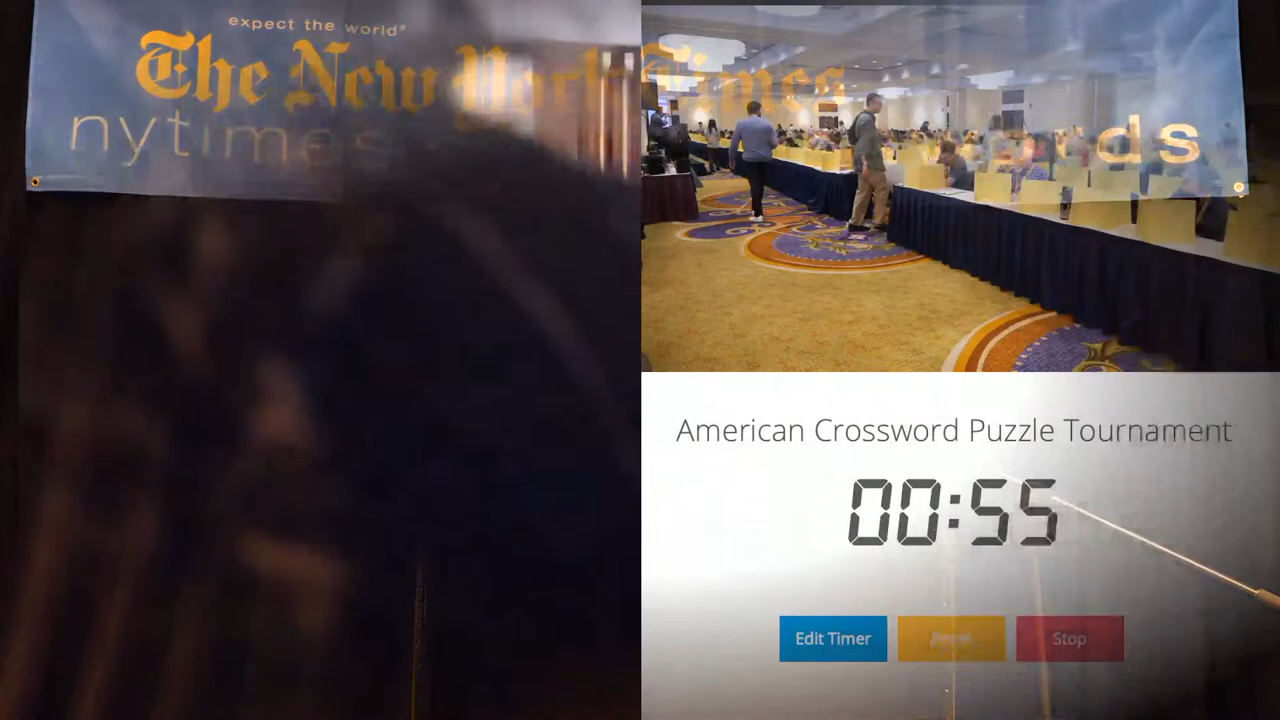 expect the world®
The New York Times
nytimes
American Crossword Puzzle Tournament
00:55
Edit Timer
Stop